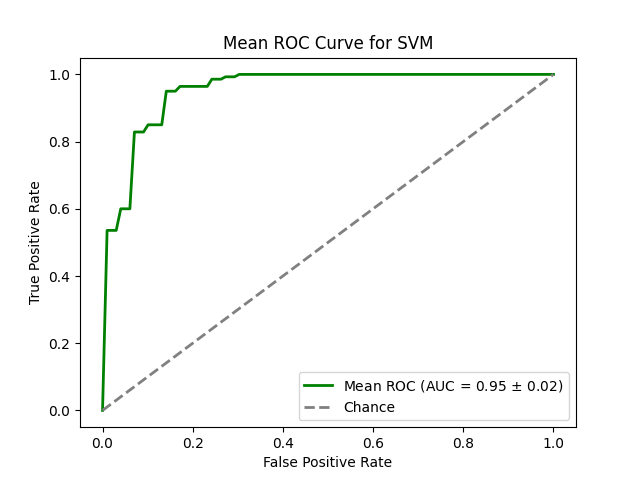 Mean ROC Curve for SVM
True Positive Rate
1.0
0.8
0.6
0.4
0.2
0.0
Mean ROC (AUC = 0.95 ± 0.02)
Chance
0.0 0.2 0.4 0.6 0.8 1.0
False Positive Rate